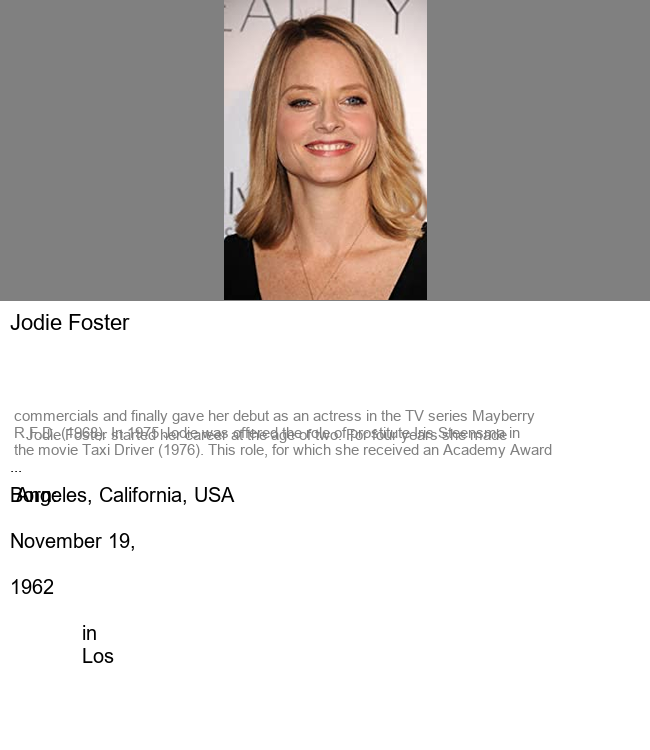 EAUTY
ly
Jodie Foster
Jodie Foster started her career at the age of two. For four years she made
commercials and finally gave her debut as an actress in the TV series Mayberry
R.F.D. (1968). In 1975 Jodie was offered the role of prostitute Iris Steensma in
the movie Taxi Driver (1976). This role, for which she received an Academy Award
...
Born:
Angeles, California, USA
November 19,
1962
in
Los